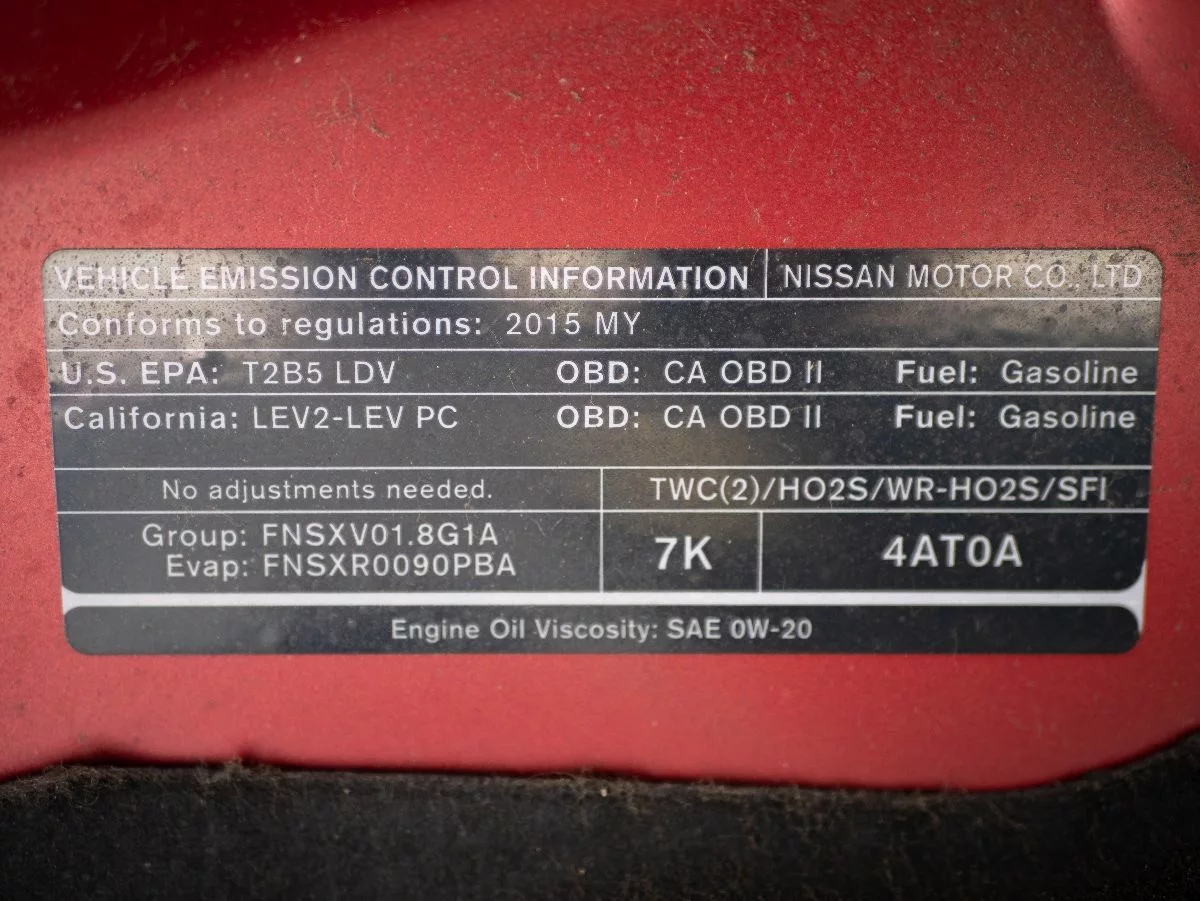 VEHICLE EMISSION CONTROL INFORMATION NISSAN MOTOR CO., LTD
Conforms to regulations: 2015 MY
U.S. EPA: T2B5 LDV OBD: CA OBD II Fuel: Gasoline
California: LEV2-LEV PC OBD: CA OBD II Fuel: Gasoline
No adjustments needed. TWC(2)/HO2S/WR-HO2S/SFI
Group: FNSXV01.8G1A
Evap: FNSXR0090PBA
7K 4AT0A
Engine Oil Viscosity: SAE 0W-20